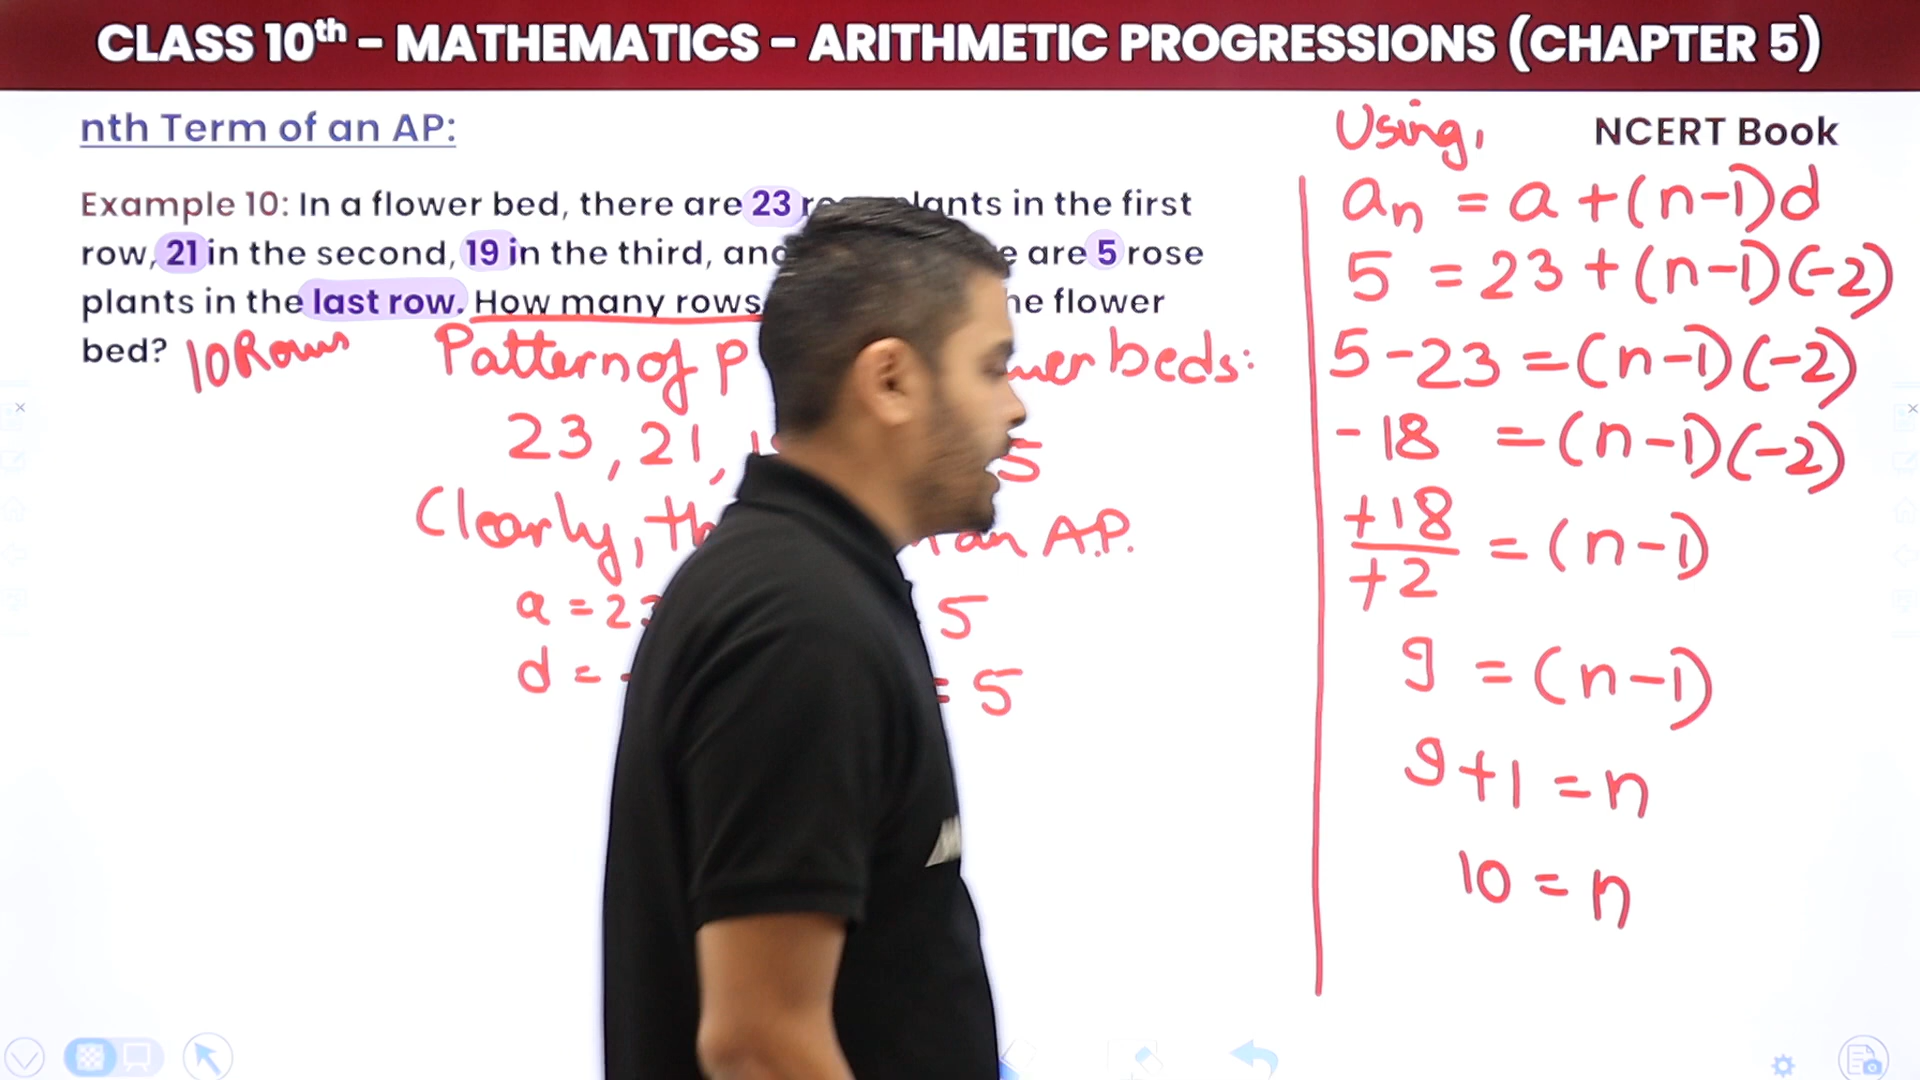 CLASS 10th - MATHEMATICS - ARITHMETIC PROGRESSIONS (CHAPTER 5)
nth Term of an AP:
NCERT Book
Example 10: In a flower bed, there are 23 plants in the first
row, 21 in the second, 19 in the third, and are 5 rose
plants in the last row. How many rows flower
bed? 10 Rows
Pattern of beds:
23, 21, 5
Clearly, an A.P.
a = 5
d = = 5
Using,
an = a + (n-1)d
5 = 23 + (n-1)(-2)
5 - 23 = (n-1)(-2)
-18 = (n-1)(-2)
+18
+2
= (n-1)
9 = (n-1)
9+1 = n
10 = n